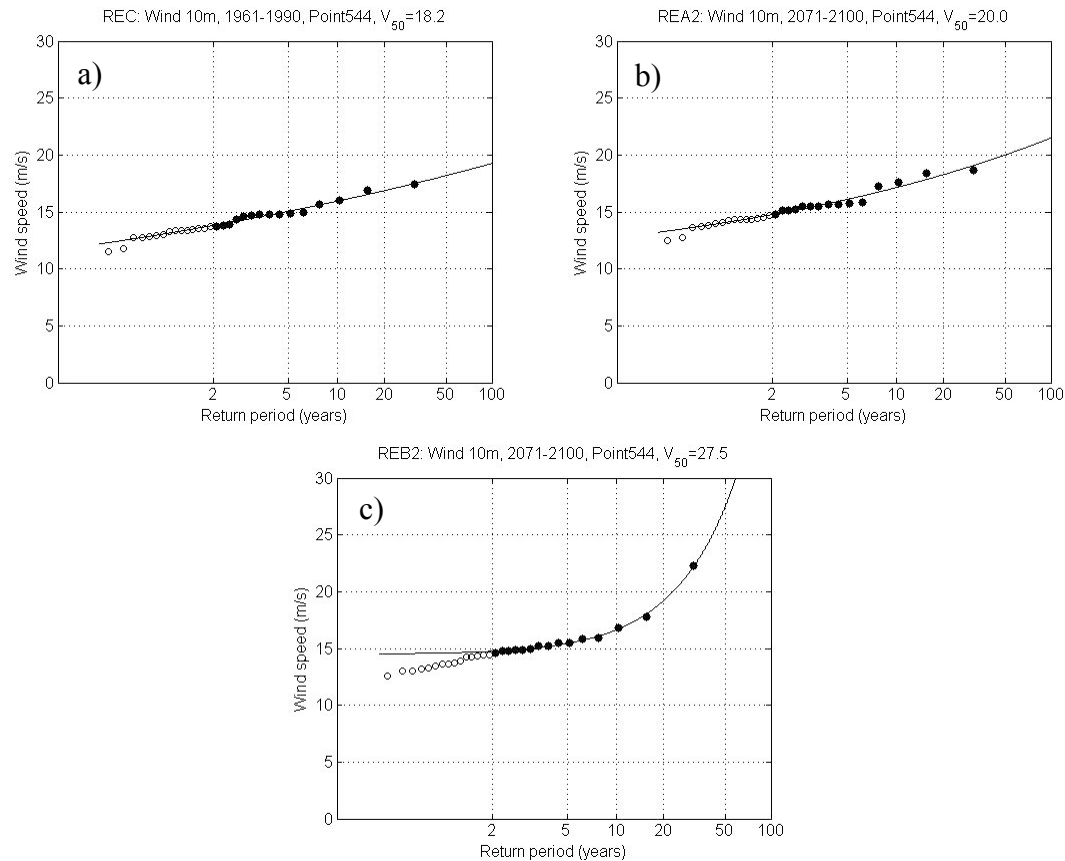 REC: Wind 10m, 1961-1990, Point544, V50=18.2
a)
30
25
20
15
10
5
0
Wind speed (m/s)
2 5 10 20 50 100
Return period (years)
REA2: Wind 10m, 2071-2100, Point544, V50=20.0
b)
30
25
20
15
10
5
0
Wind speed (m/s)
2 5 10 20 50 100
Return period (years)
REB2: Wind 10m, 2071-2100, Point544, V50=27.5
c)
30
25
20
15
10
5
0
Wind speed (m/s)
2 5 10 20 50 100
Return period (years)